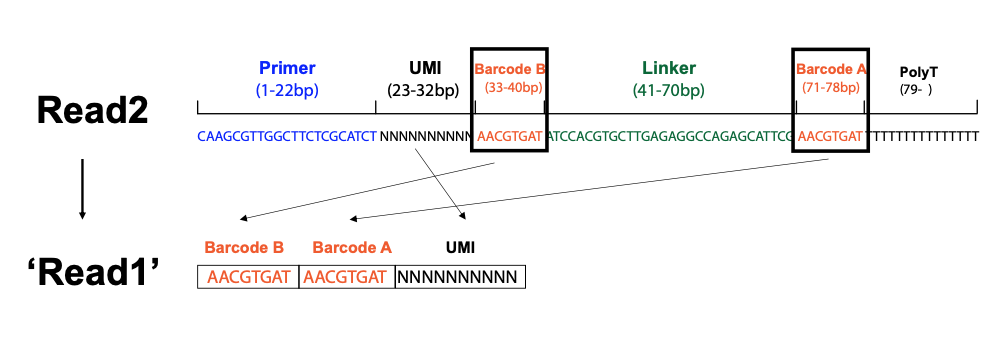 Primer UMI Barcode B Linker Barcode A PolyT
(1-22bp) (23-32bp) (33-40bp) (41-70bp) (71-78bp) (79- )
Read2
CAAGCGTTGGCTTCTCGCATCT NNNNNNNNNN AACGTGAT ATCCACGTGCTTGAGAGGCCAGAGCATTCG AACGTGAT TTTTTTTTTTTTTTT
Barcode B Barcode A UMI
‘Read1’ AACGTGAT AACGTGAT NNNNNNNNNN